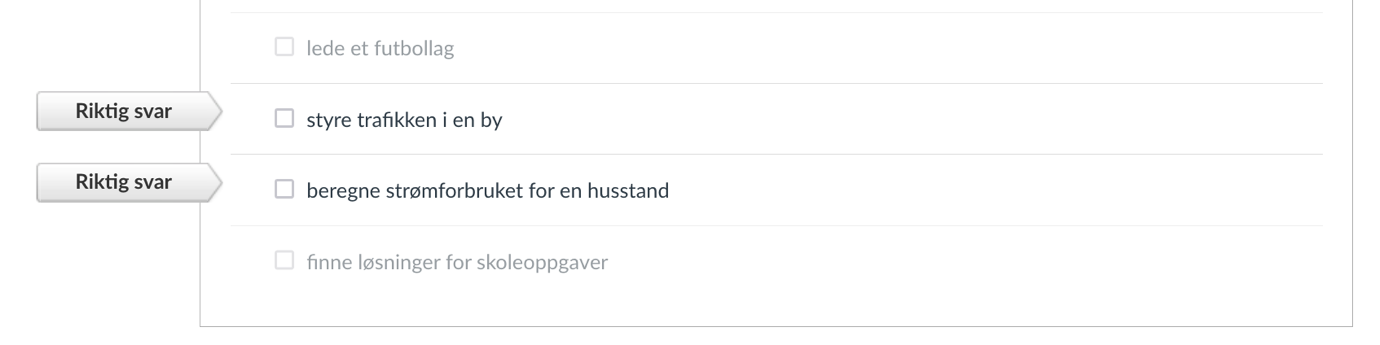 lede et futbollag
Riktig svar
styre trafikken i en by
Riktig svar
beregne strømforbruket for en husstand
finne løsninger for skoleoppgaver